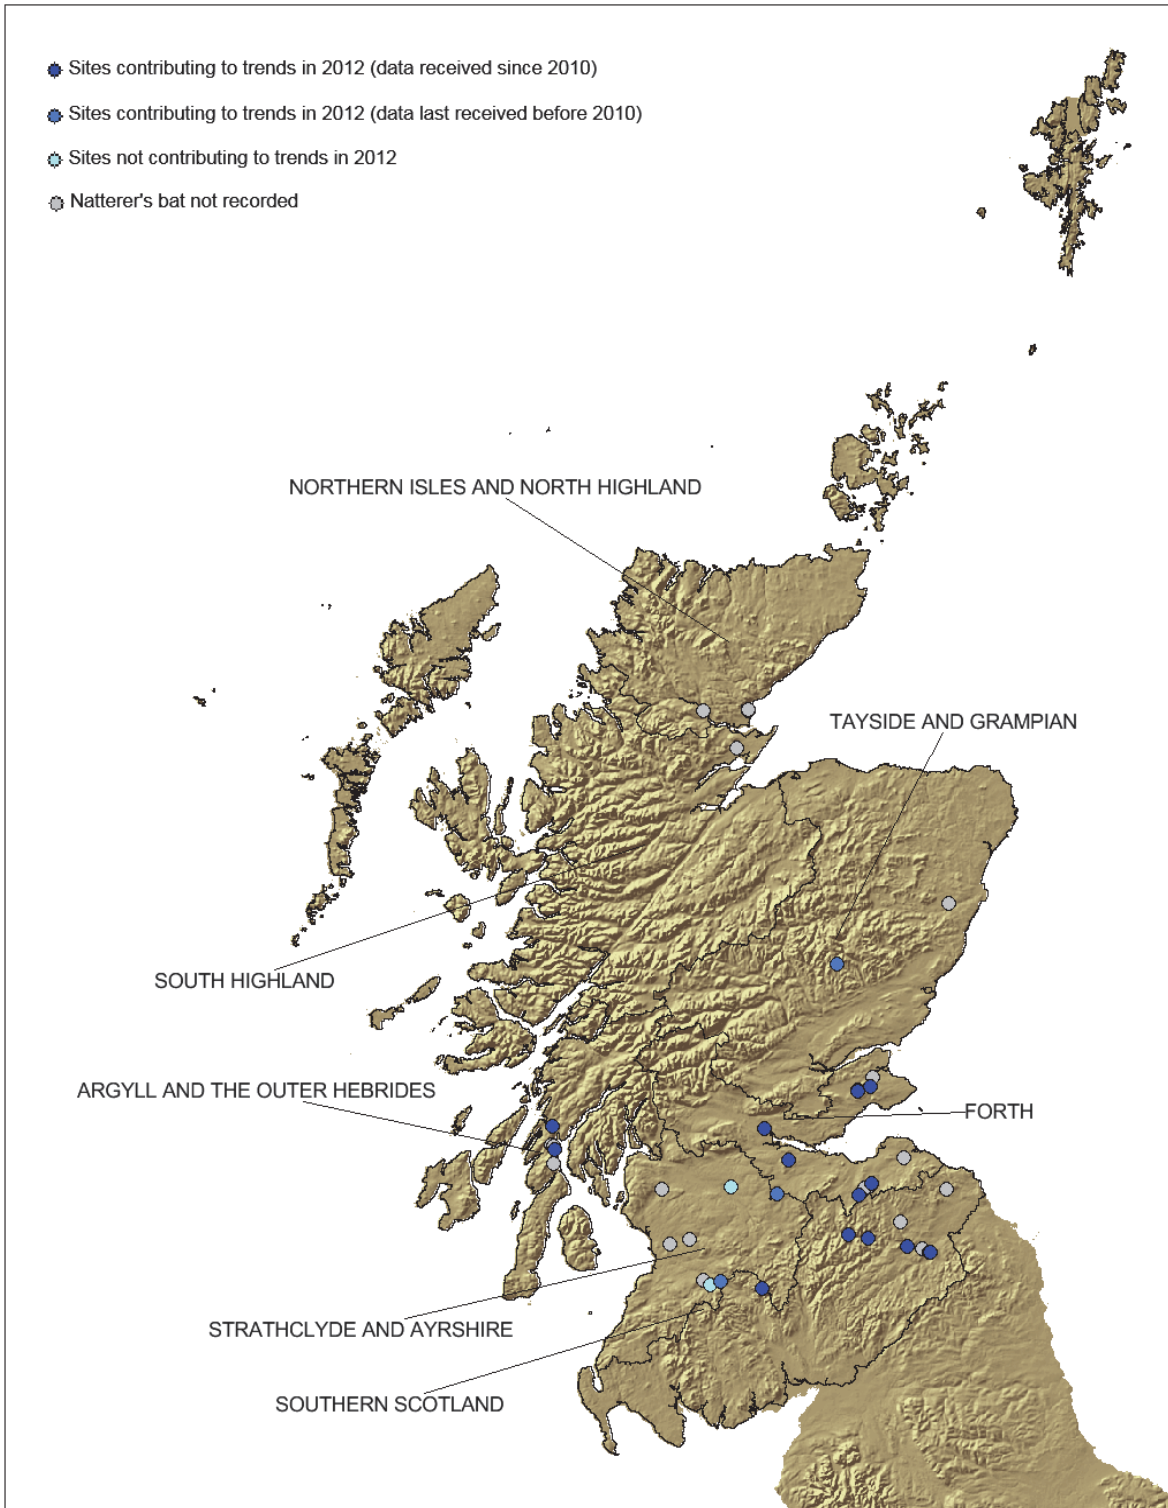 Sites contributing to trends in 2012 (data received since 2010)
Sites contributing to trends in 2012 (data last received before 2010)
Sites not contributing to trends in 2012
Natterer's bat not recorded
NORTHERN ISLES AND NORTH HIGHLAND
TAYSIDE AND GRAMPIAN
SOUTH HIGHLAND
ARGYLL AND THE OUTER HEBRIDES
FORTH
STRATHCLYDE AND AYRSHIRE
SOUTHERN SCOTLAND